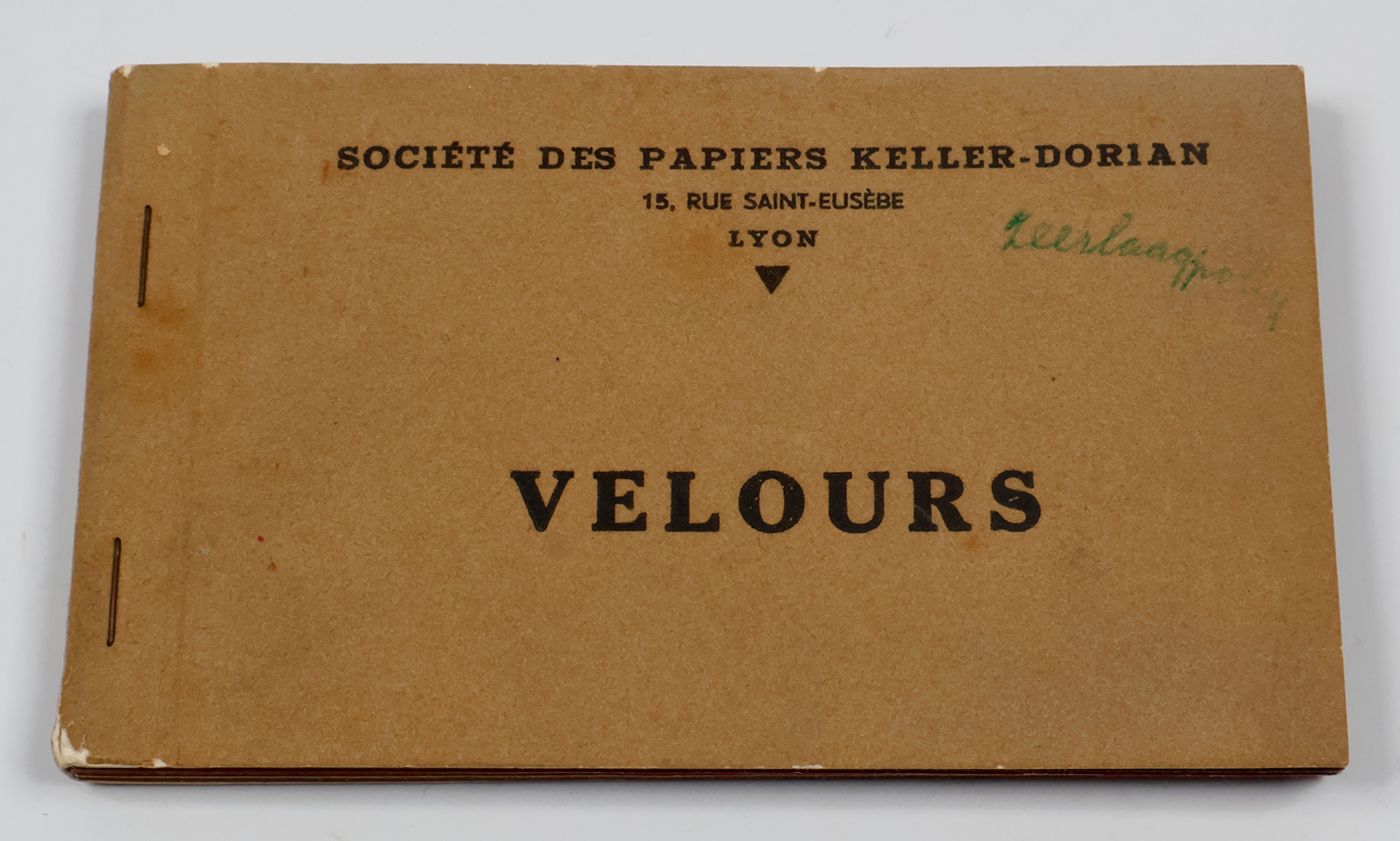 SOCIÉTÉ DES PAPIERS KELLER-DORIAN
15, RUE SAINT-EUSÈBE
LYON
VELOURS